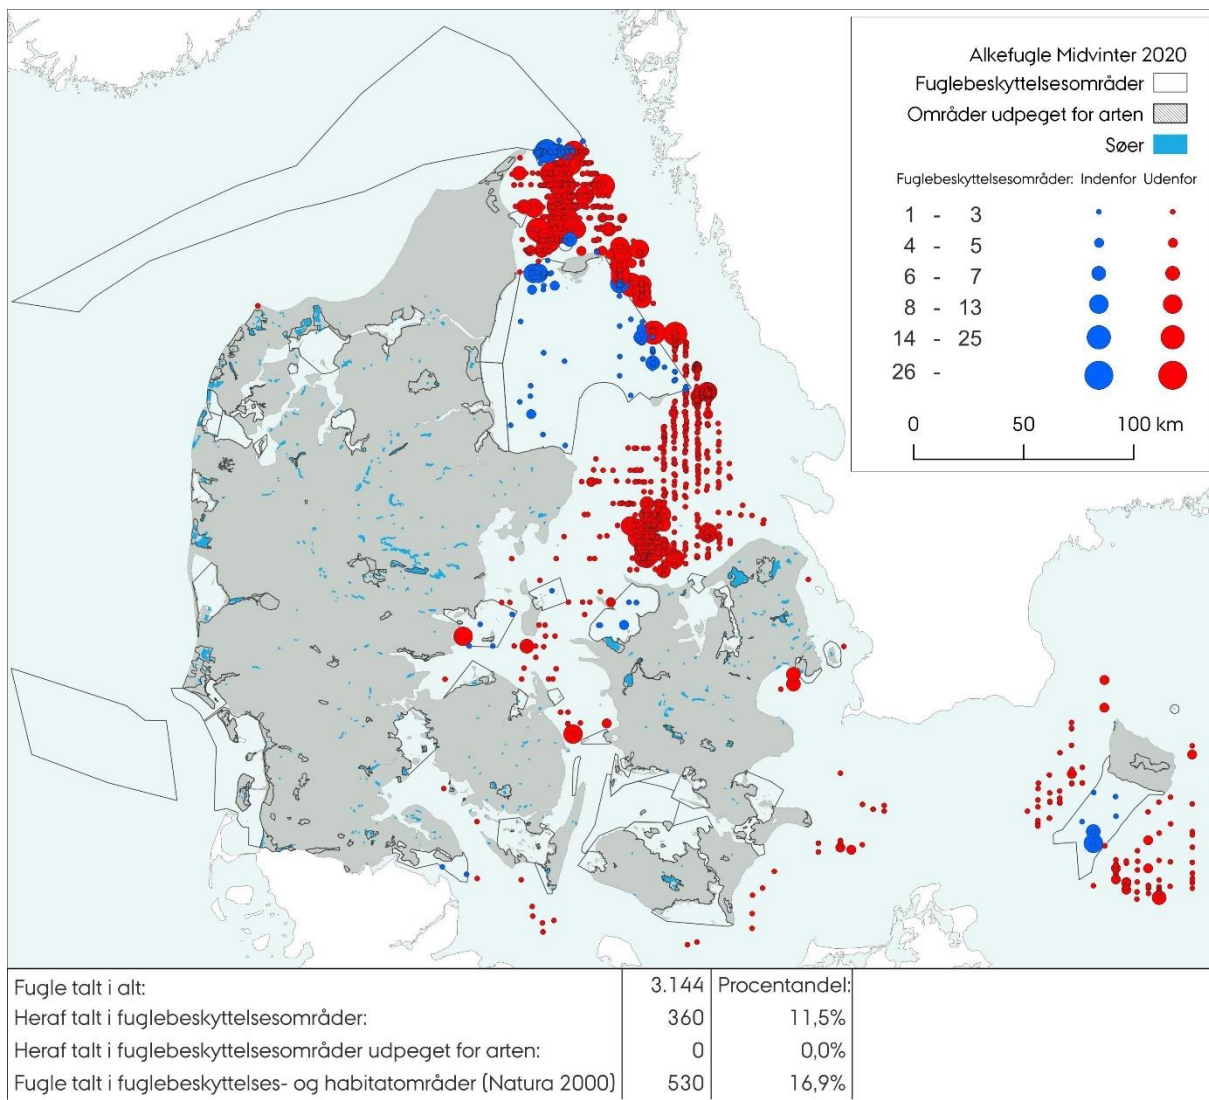 Alkefugle Midvinter 2020
Fuglebeskyttelsesområder
Områder udpeget for arten
Søer
Fuglebeskyttelsesområder: Indenfor Udenfor
1 - 3
4 - 5
6 - 7
8 - 13
14 - 25
26 -
0 50 100 km
Fugle talt i alt: 3.144 Procentandel:
Heraf talt i fuglebeskyttelsesområder: 360 11,5%
Heraf talt i fuglebeskyttelsesområder udpeget for arten: 0 0,0%
Fugle talt i fuglebeskyttelses- og habitatområder (Natura 2000) 530 16,9%